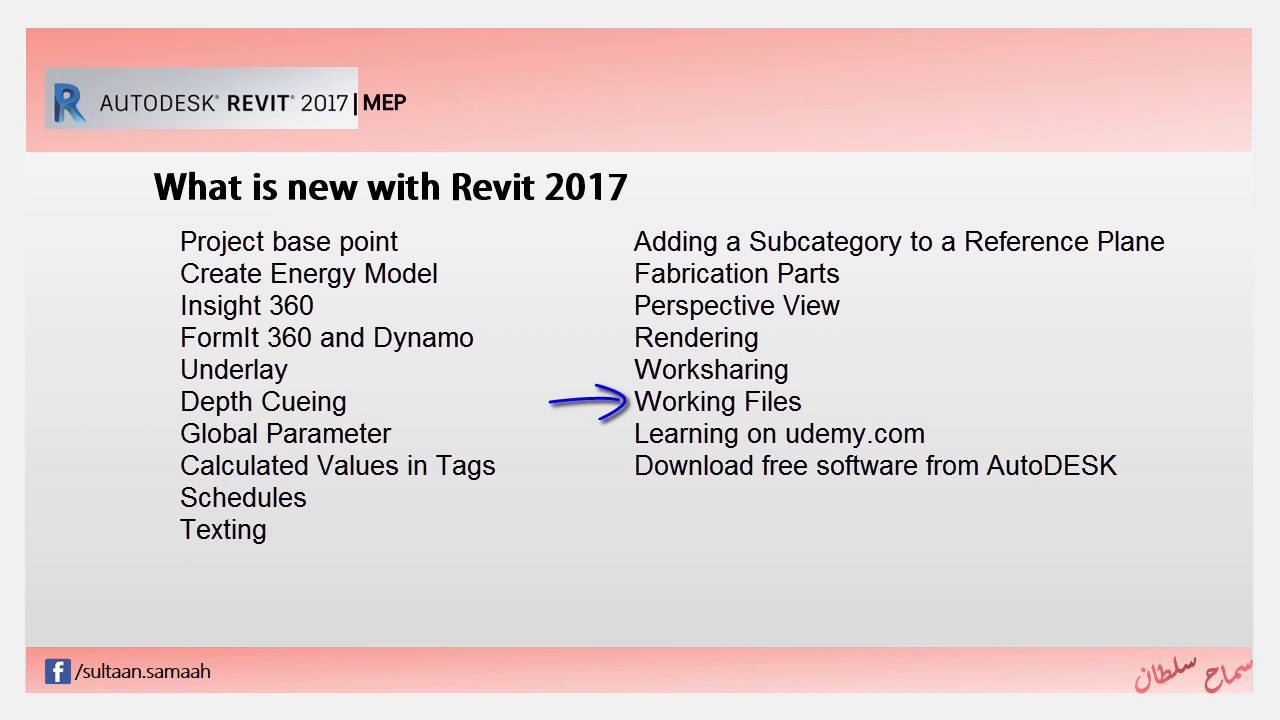 AUTODESK® REVIT® 2017 | MEP
What is new with Revit 2017
Project base point
Create Energy Model
Insight 360
FormIt 360 and Dynamo
Underlay
Depth Cueing
Global Parameter
Calculated Values in Tags
Schedules
Texting
Adding a Subcategory to a Reference Plane
Fabrication Parts
Perspective View
Rendering
Worksharing
Working Files
Learning on udemy.com
Download free software from AutoDESK
/sultaan.samaah
سماح سلطان